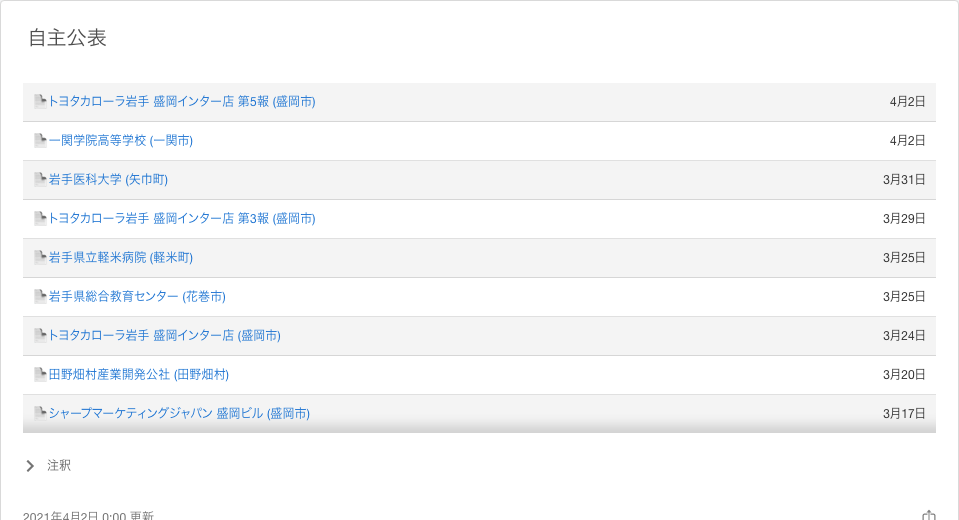 自主公表
トヨタカローラ岩手 盛岡インター店 第5報 (盛岡市) 4月2日
一関学院高等学校 (一関市) 4月2日
岩手医科大学 (矢巾町) 3月31日
トヨタカローラ岩手 盛岡インター店 第3報 (盛岡市) 3月29日
岩手県立軽米病院 (軽米町) 3月25日
岩手県総合教育センター (花巻市) 3月25日
トヨタカローラ岩手 盛岡インター店 (盛岡市) 3月24日
田野畑村産業開発公社 (田野畑村) 3月20日
シャープマーケティングジャパン 盛岡ビル (盛岡市) 3月17日
注釈
2021年4月2日 0:00 更新